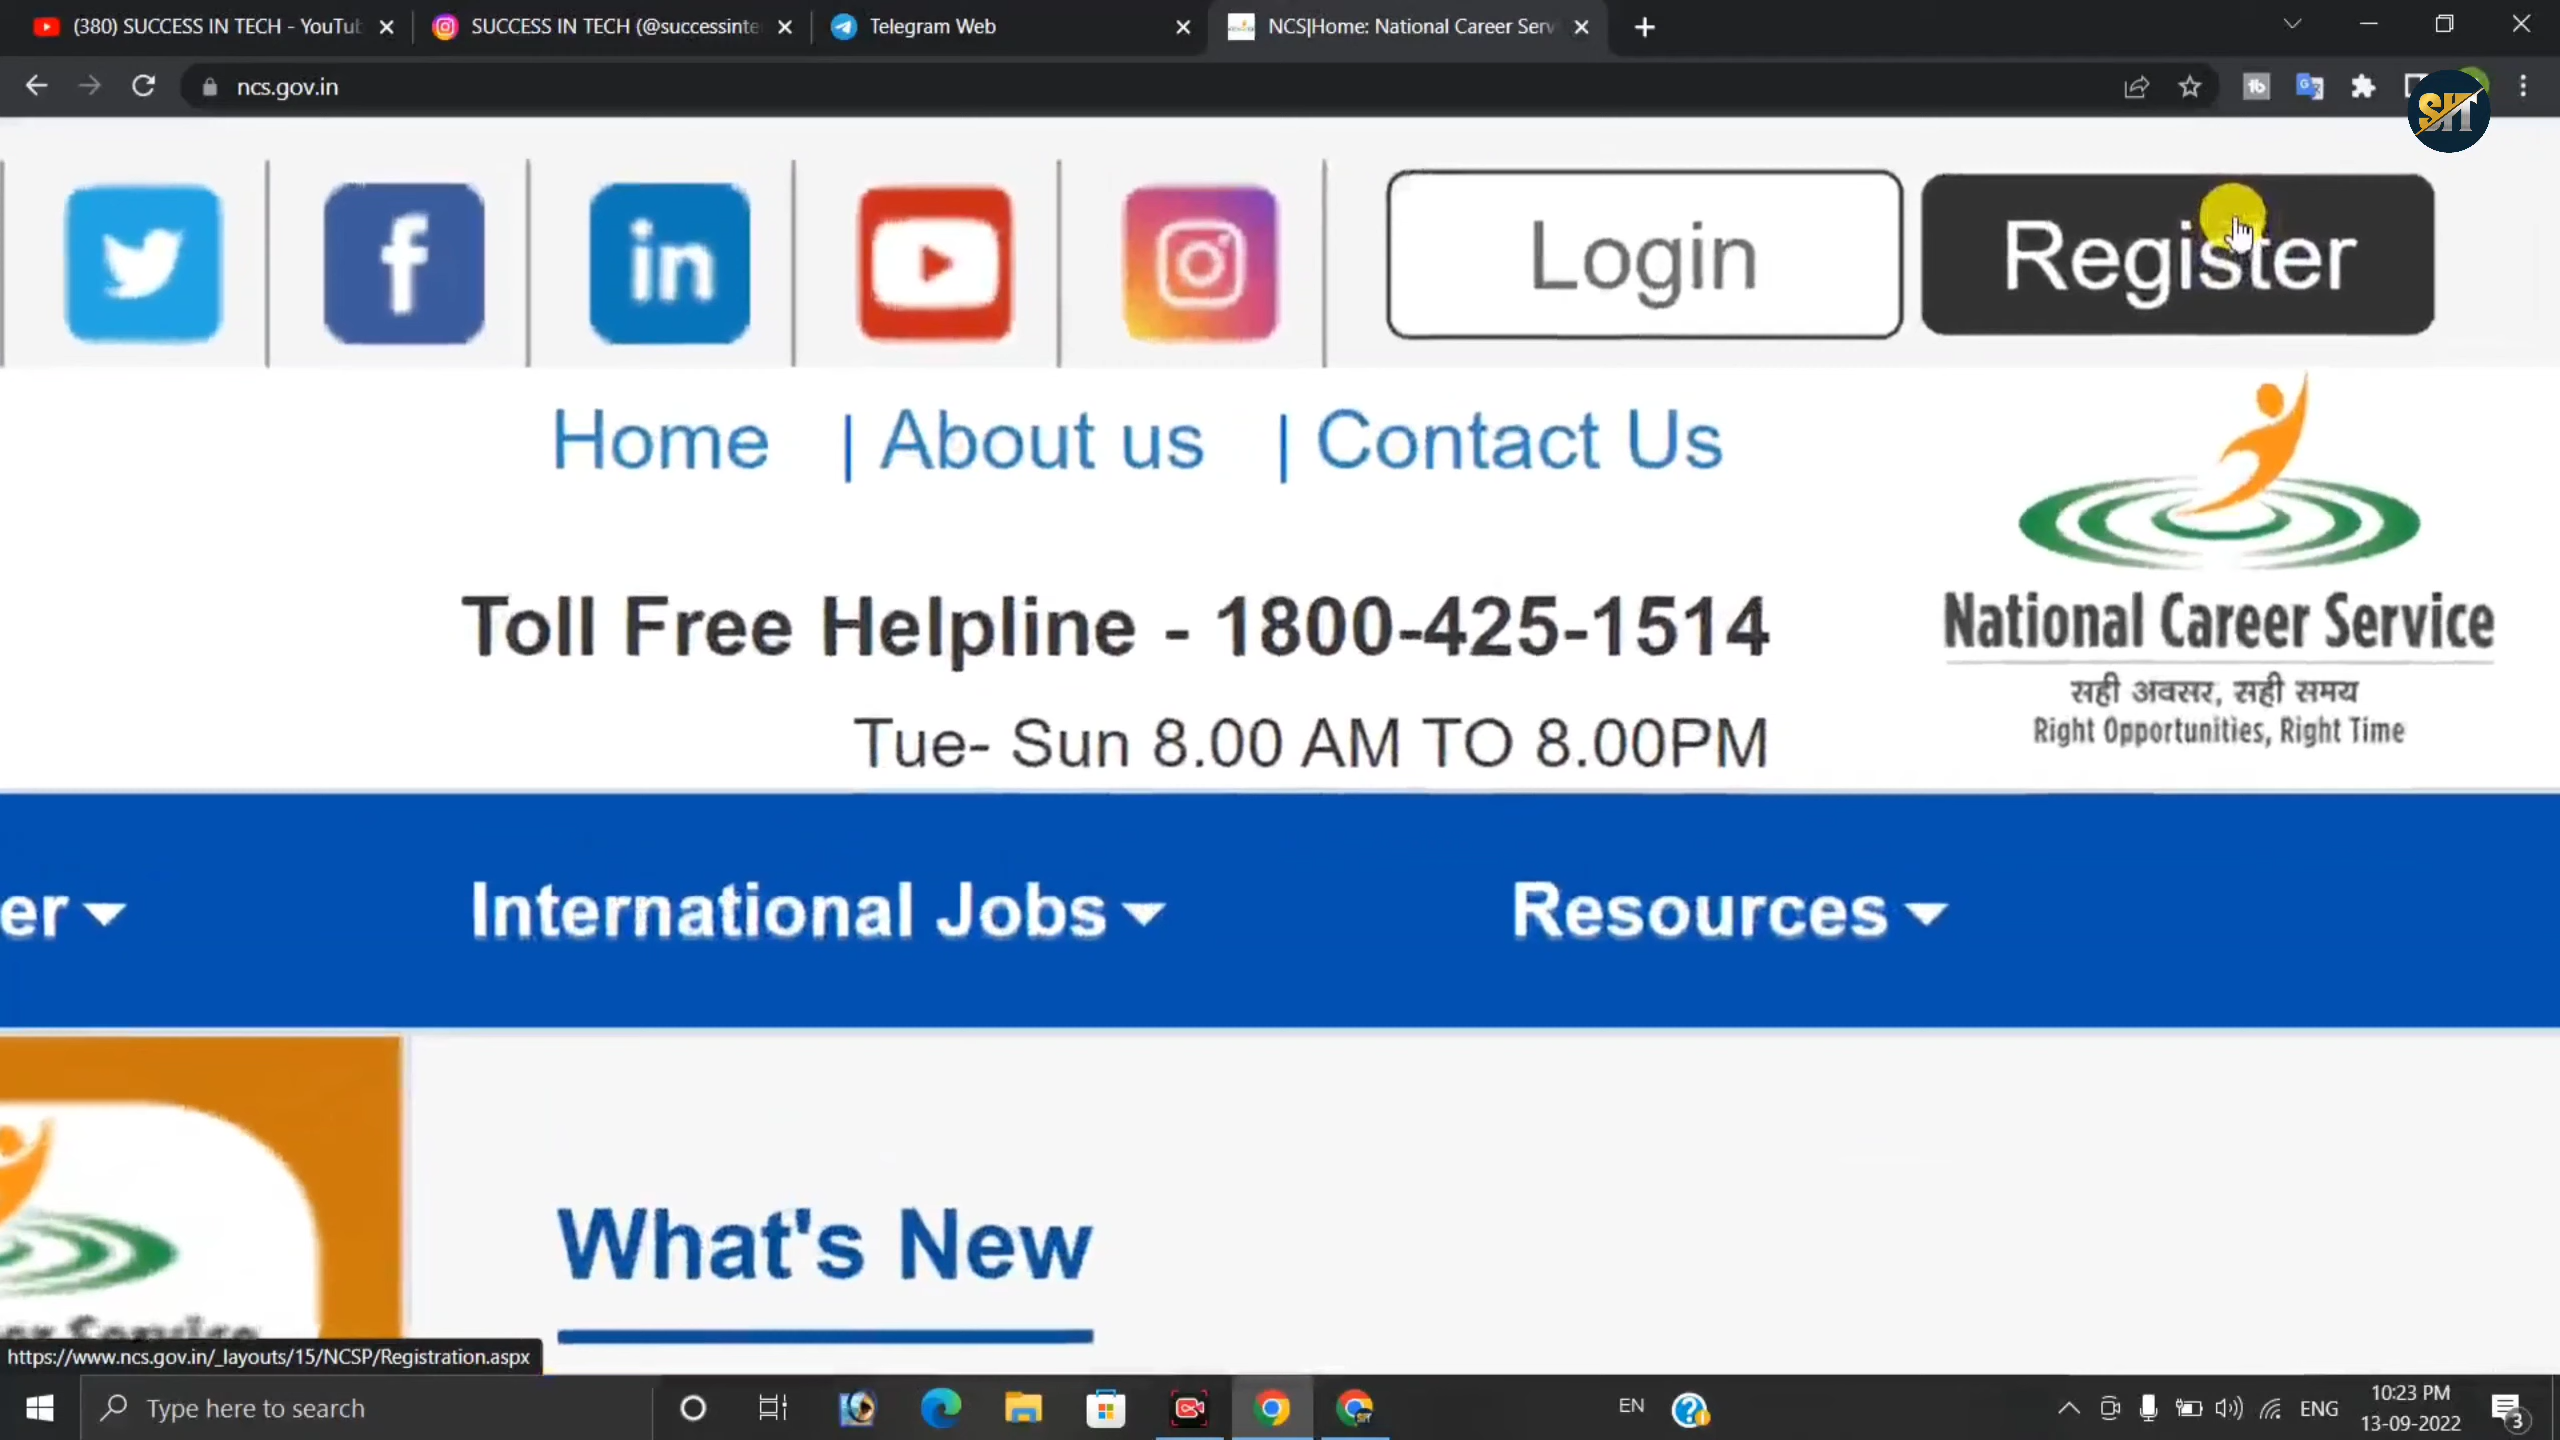 (380) SUCCESS IN TECH - YouTub
SUCCESS IN TECH (@successinte
Telegram Web
NCS|Home: National Career Serv
ncs.gov.in
SHT
Login
Register
Home | About us | Contact Us
Toll Free Helpline - 1800-425-1514
Tue- Sun 8.00 AM TO 8.00PM
National Career Service
सही अवसर, सही समय
Right Opportunities, Right Time
er
International Jobs
Resources
What's New
https://www.ncs.gov.in/_layouts/15/NCSP/Registration.aspx
Type here to search
EN
ENG
10:23 PM
13-09-2022
3